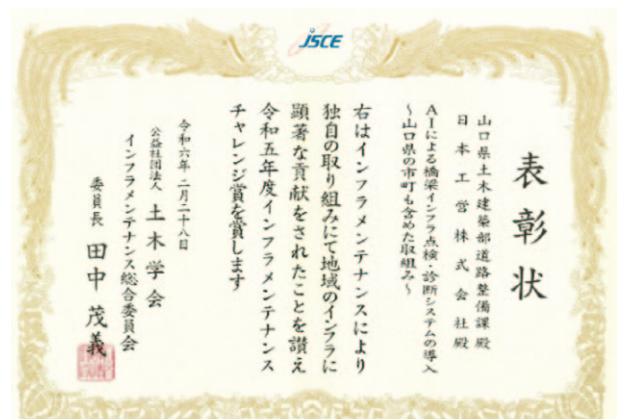 JSCE
表彰状
山口県土木建築部道路整備課殿
日本工営株式会社殿
AIによる橋梁インフラ点検・診断システムの導入
～山口県の市町も含めた取組み～
右はインフラメンテナンスにより
独自の取り組みにて地域のインフラに
顕著な貢献をされたことを讃え
令和五年度インフラメンテナンス
チャレンジ賞を賞します
令和六年二月二十八日
公益社団法人 土木学会
インフラメンテナンス総合委員会
委員長 田中茂義